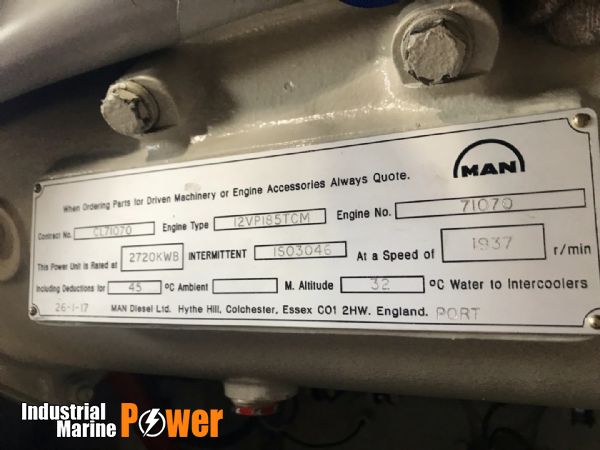 MAN
When Ordering Parts for Driven Machinery or Engine Accessories Always Quote.
Contract No. CL71070 Engine Type 12VP185TCM Engine No. 71070
This Power Unit is Rated at 2720KWB INTERMITTENT ISO3046 At a Speed of 1937 r/min
Including Deductions for 45 ºC Ambient M. Altitude 32 ºC Water to Intercoolers
26-1-17 MAN Diesel Ltd. Hythe Hill, Colchester, Essex CO1 2HW. England. PORT
Industrial
Marine Power